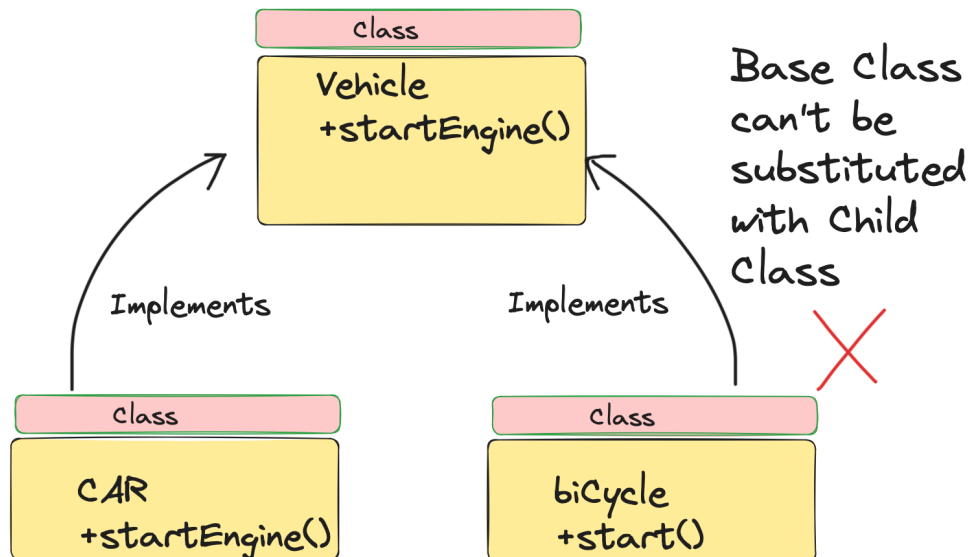 Class
Vehicle
+startEngine()
Base Class
can't be
substituted
with Child
Class
Implements
Implements
Class
CAR
+startEngine()
Class
biCycle
+start()